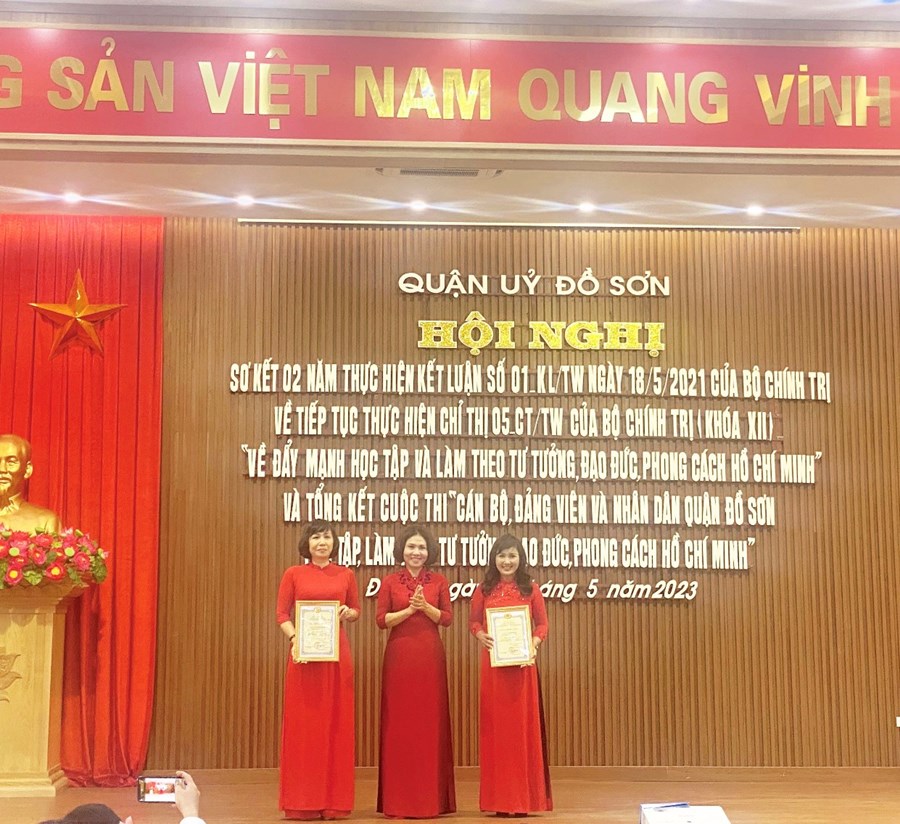 SẢN VIỆT NAM QUANG VINH
QUẬN UỶ ĐỒ SƠN
HỘI NGHỊ
SƠ KẾT 02 NĂM THỰC HIỆN KẾT LUẬN SỐ 01_KL/TW NGÀY 18/5/2021 CỦA BỘ CHÍNH TRỊ
VỀ TIẾP TỤC THỰC HIỆN CHỈ THỊ 05_CT/TW CỦA BỘ CHÍNH TRỊ (KHÓA XII)
"VỀ ĐẨY MẠNH HỌC TẬP VÀ LÀM THEO TƯ TƯỞNG, ĐẠO ĐỨC, PHONG CÁCH HỒ CHÍ MINH"
VÀ TỔNG KẾT CUỘC THI "CÁN BỘ, ĐẢNG VIÊN VÀ NHÂN DÂN QUẬN ĐỒ SƠN
TẬP, LÀM TƯ TƯỞNG ĐỨC, PHONG CÁCH HỒ CHÍ MINH"
5 NĂM 2023